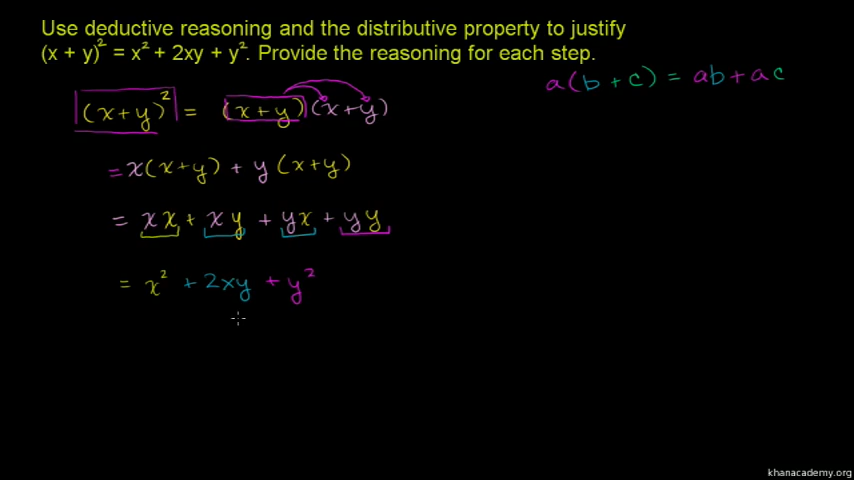 Use deductive reasoning and the distributive property to justify
(x + y)² = x² + 2xy + y². Provide the reasoning for each step.
a(b + c) = ab + ac
(x+y)² = (x+y)(x+y)
= x(x+y) + y(x+y)
= xx + xy + yx + yy
= x² + 2xy + y²
khanacademy.org